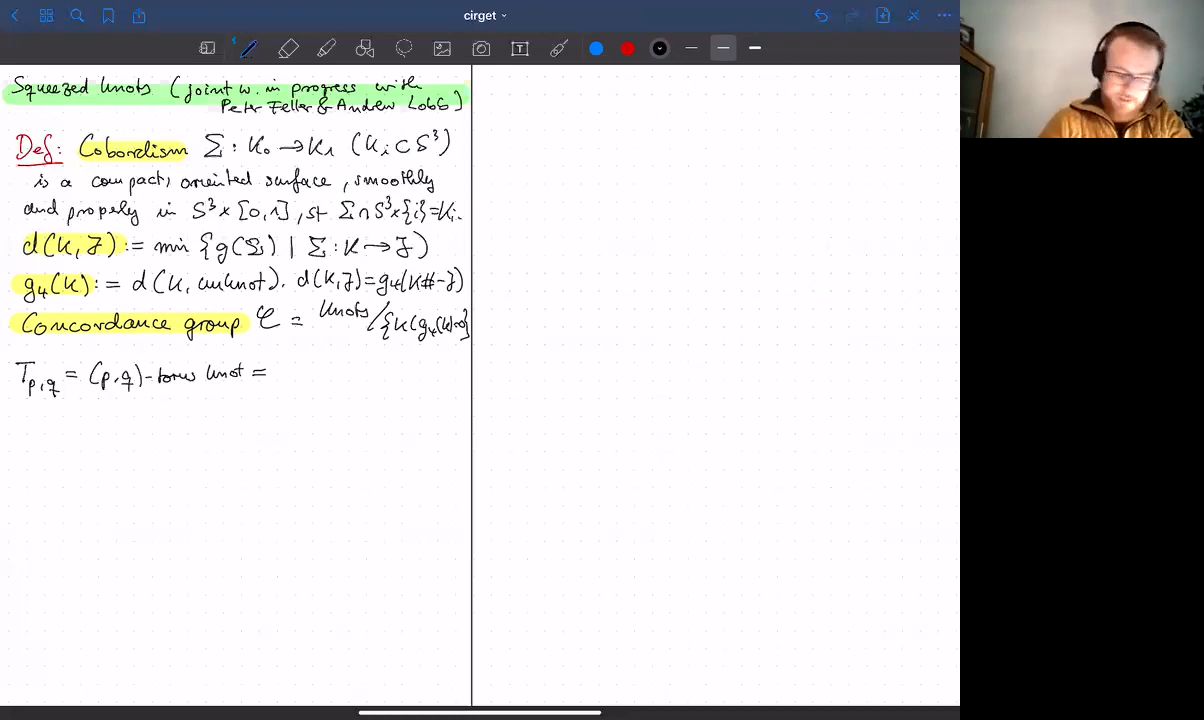 cirget
Squeezed knots (joint w. in progress with
Peter Feller & Andrew Lobb)
Def: Cobordism Σ : K₀ → K₁ (Kᵢ ⊂ S³)
is a compact, oriented surface, smoothly
and properly in S³ × [0,1], st Σ ∩ S³×{i} = Kᵢ.
d(K, J) := min {g(Σ) | Σ : K → J)
g₄(K) := d(K, unknot). d(K,J) = g₄(K#-J)
Concordance group 𝒞 = knots/{K|g₄(K)=0}
T_{p,q} = (p,q)-torus knot =